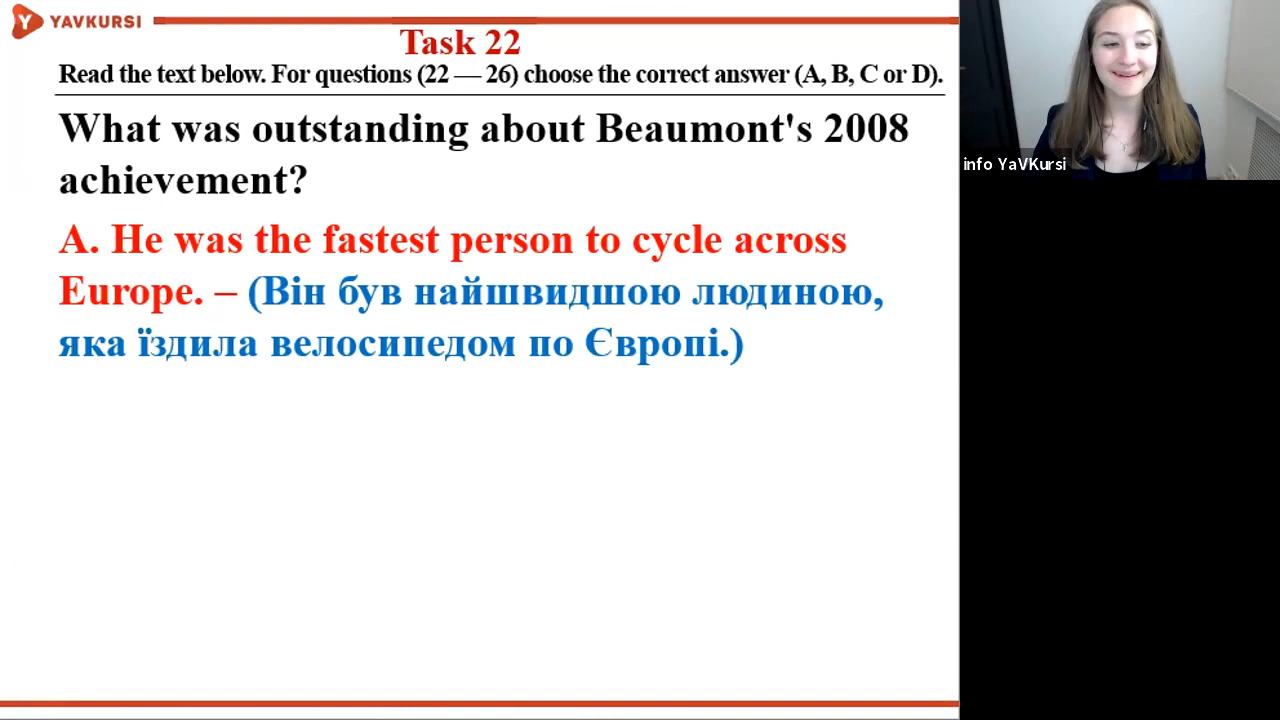 YAVKURSI
Task 22
Read the text below. For questions (22 — 26) choose the correct answer (A, B, C or D).
What was outstanding about Beaumont's 2008
achievement?
A. He was the fastest person to cycle across
Europe. – (Він був найшвидшою людиною,
яка їздила велосипедом по Європі.)
info YaVKursi